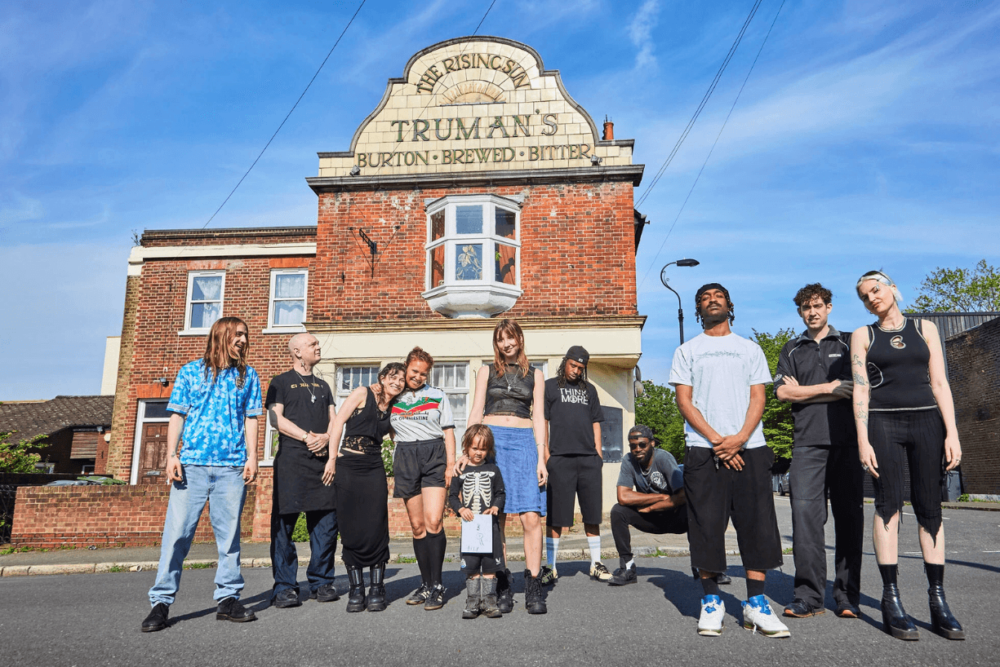 THE RISING SUN
TRUMAN'S
BURTON · BREWED · BITTER
THINK
MORE